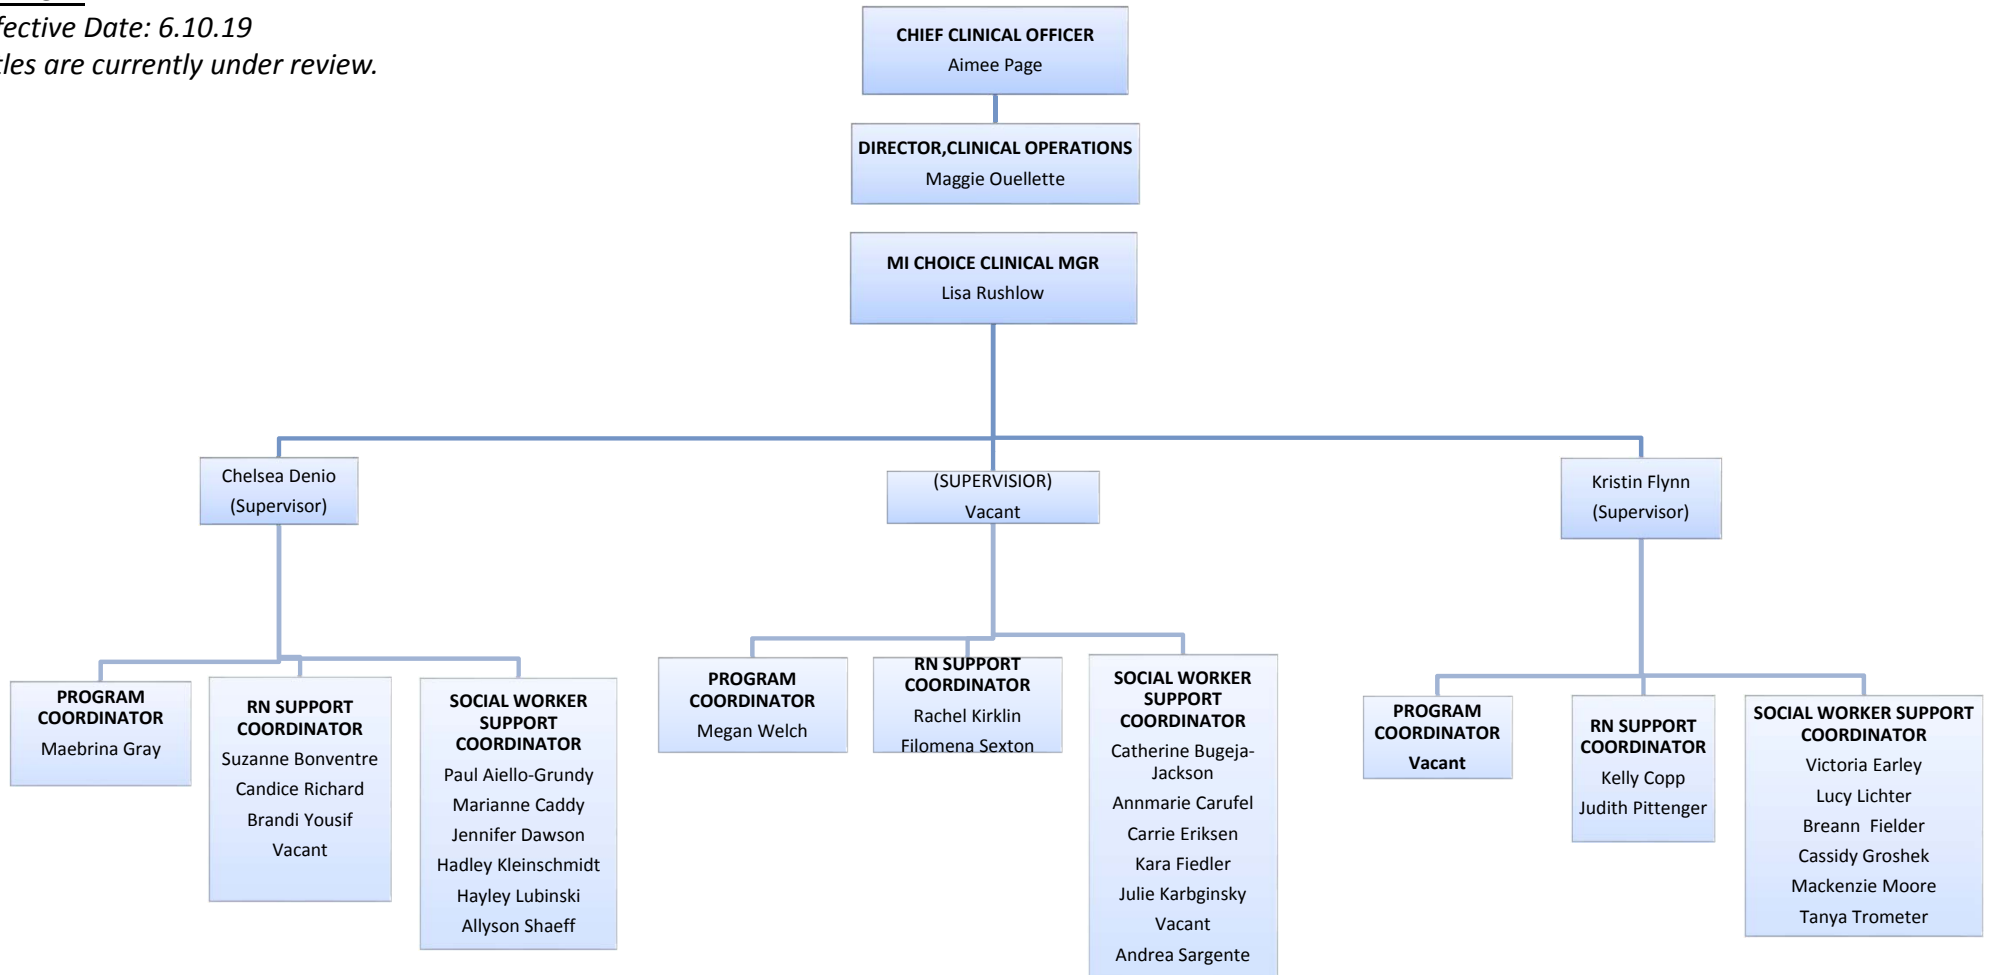 fective Date: 6.10.19
tles are currently under review.
CHIEF CLINICAL OFFICER
Aimee Page
DIRECTOR,CLINICAL OPERATIONS
Maggie Ouellette
MI CHOICE CLINICAL MGR
Lisa Rushlow
Chelsea Denio
(Supervisor)
(SUPERVISIOR)
Vacant
Kristin Flynn
(Supervisor)
PROGRAM
COORDINATOR
Maebrina Gray
RN SUPPORT
COORDINATOR
Suzanne Bonventre
Candice Richard
Brandi Yousif
Vacant
SOCIAL WORKER
SUPPORT
COORDINATOR
Paul Aiello-Grundy
Marianne Caddy
Jennifer Dawson
Hadley Kleinschmidt
Hayley Lubinski
Allyson Shaeff
PROGRAM
COORDINATOR
Megan Welch
RN SUPPORT
COORDINATOR
Rachel Kirklin
Filomena Sexton
SOCIAL WORKER
SUPPORT
COORDINATOR
Catherine Bugeja-
Jackson
Annmarie Carufel
Carrie Eriksen
Kara Fiedler
Julie Karbginsky
Vacant
Andrea Sargente
PROGRAM
COORDINATOR
Vacant
RN SUPPORT
COORDINATOR
Kelly Copp
Judith Pittenger
SOCIAL WORKER SUPPORT
COORDINATOR
Victoria Earley
Lucy Lichter
Breann  Fielder
Cassidy Groshek
Mackenzie Moore
Tanya Trometer